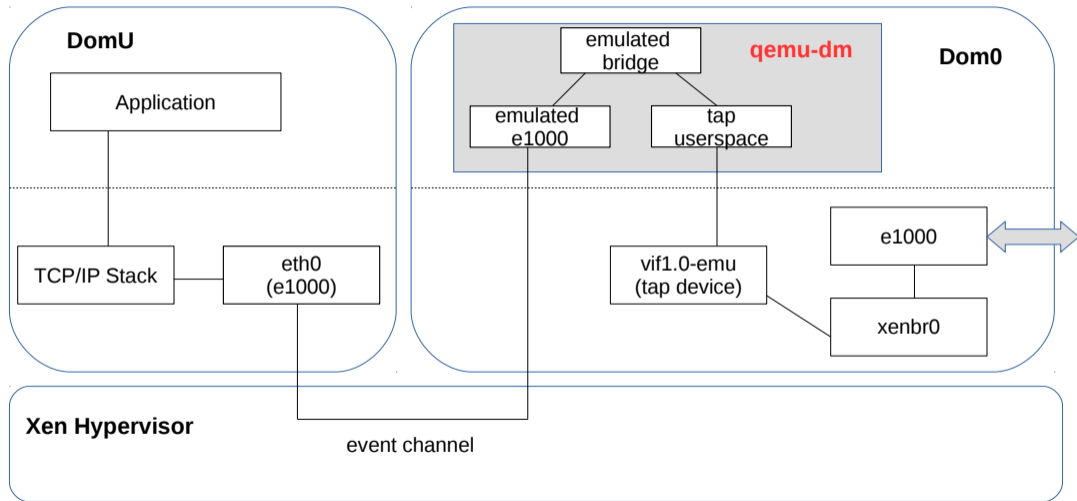 DomU
Application
TCP/IP Stack
eth0
(e1000)
emulated
bridge
qemu-dm
Dom0
emulated
e1000
tap
userspace
vif1.0-emu
(tap device)
e1000
xenbr0
Xen Hypervisor
event channel